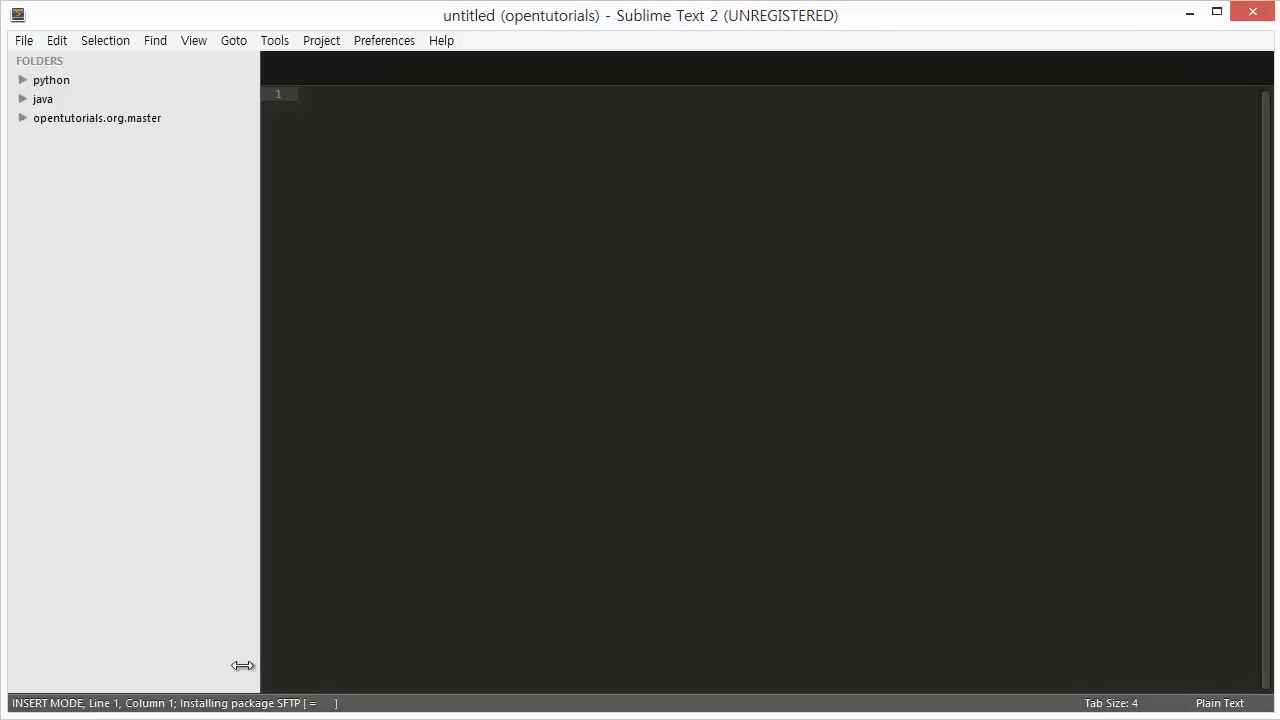 untitled (opentutorials) - Sublime Text 2 (UNREGISTERED)
File Edit Selection Find View Goto Tools Project Preferences Help
FOLDERS
python
java
opentutorials.org.master
1
INSERT MODE, Line 1, Column 1; Installing package SFTP [ = ] Tab Size: 4 Plain Text